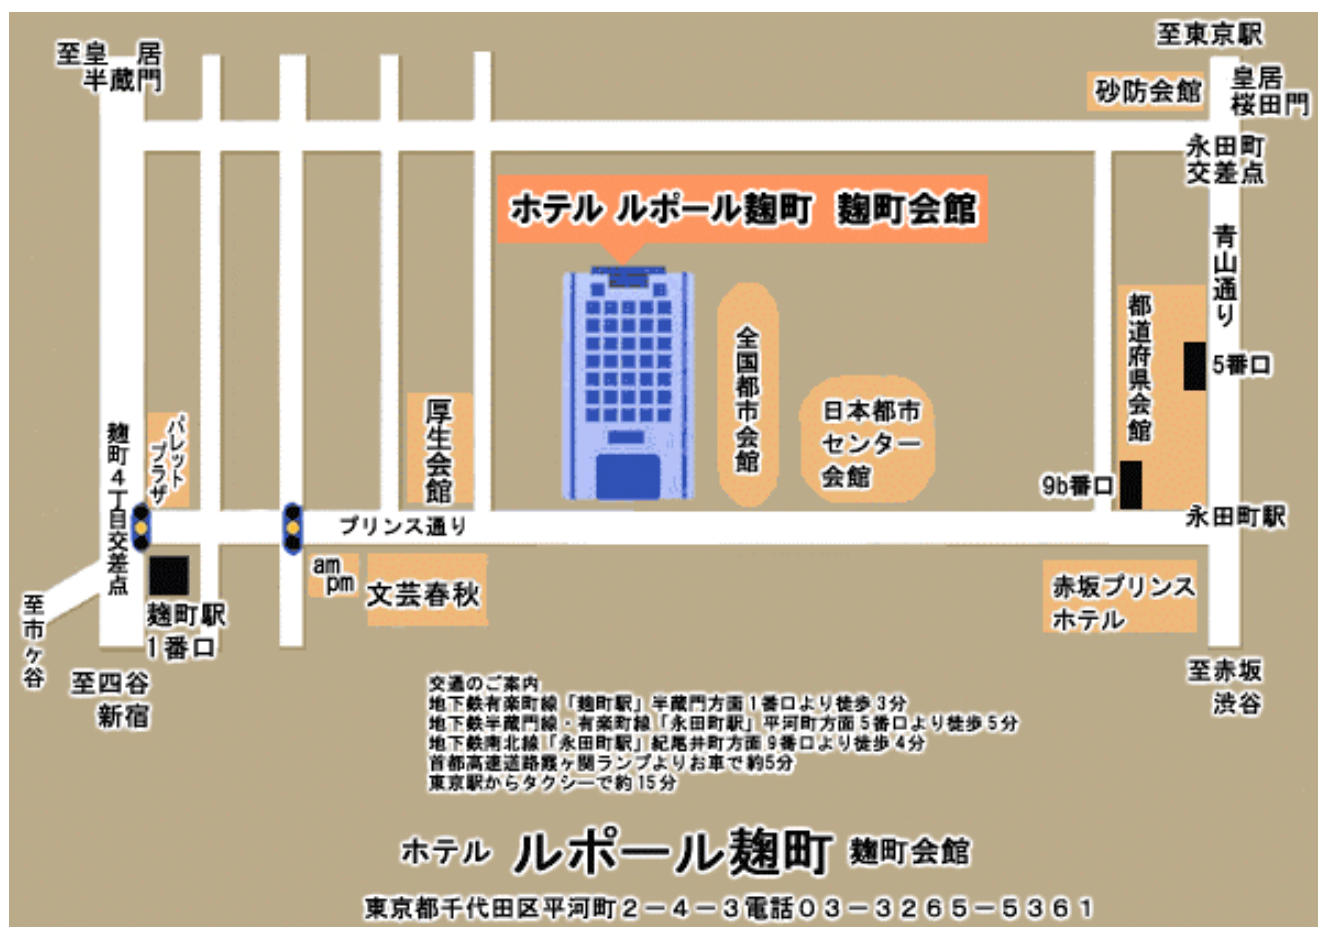 至皇　居
半蔵門
至東京駅
砂防会館
皇居
桜田門
永田町
交差点
ホテル ルポール麹町　麹町会館
青山通り
都道府県会館
5番口
全国都市会館
日本都市
センター
会館
厚生会館
パレット
プラザ
麹町４丁目交差点
9b番口
永田町駅
プリンス通り
am
pm
文芸春秋
赤坂プリンス
ホテル
麹町駅
1番口
至市ヶ谷
至四谷
新宿
至赤坂
渋谷
交通のご案内
地下鉄有楽町線「麹町駅」半蔵門方面1番口より徒歩3分
地下鉄半蔵門線・有楽町線「永田町駅」平河町方面5番口より徒歩5分
地下鉄南北線「永田町駅」紀尾井町方面9番口より徒歩4分
首都高速道路霞ヶ関ランプよりお車で約5分
東京駅からタクシーで約15分
ホテル ルポール麹町 麹町会館
東京都千代田区平河町２－４－３電話０３－３２６５－５３６１